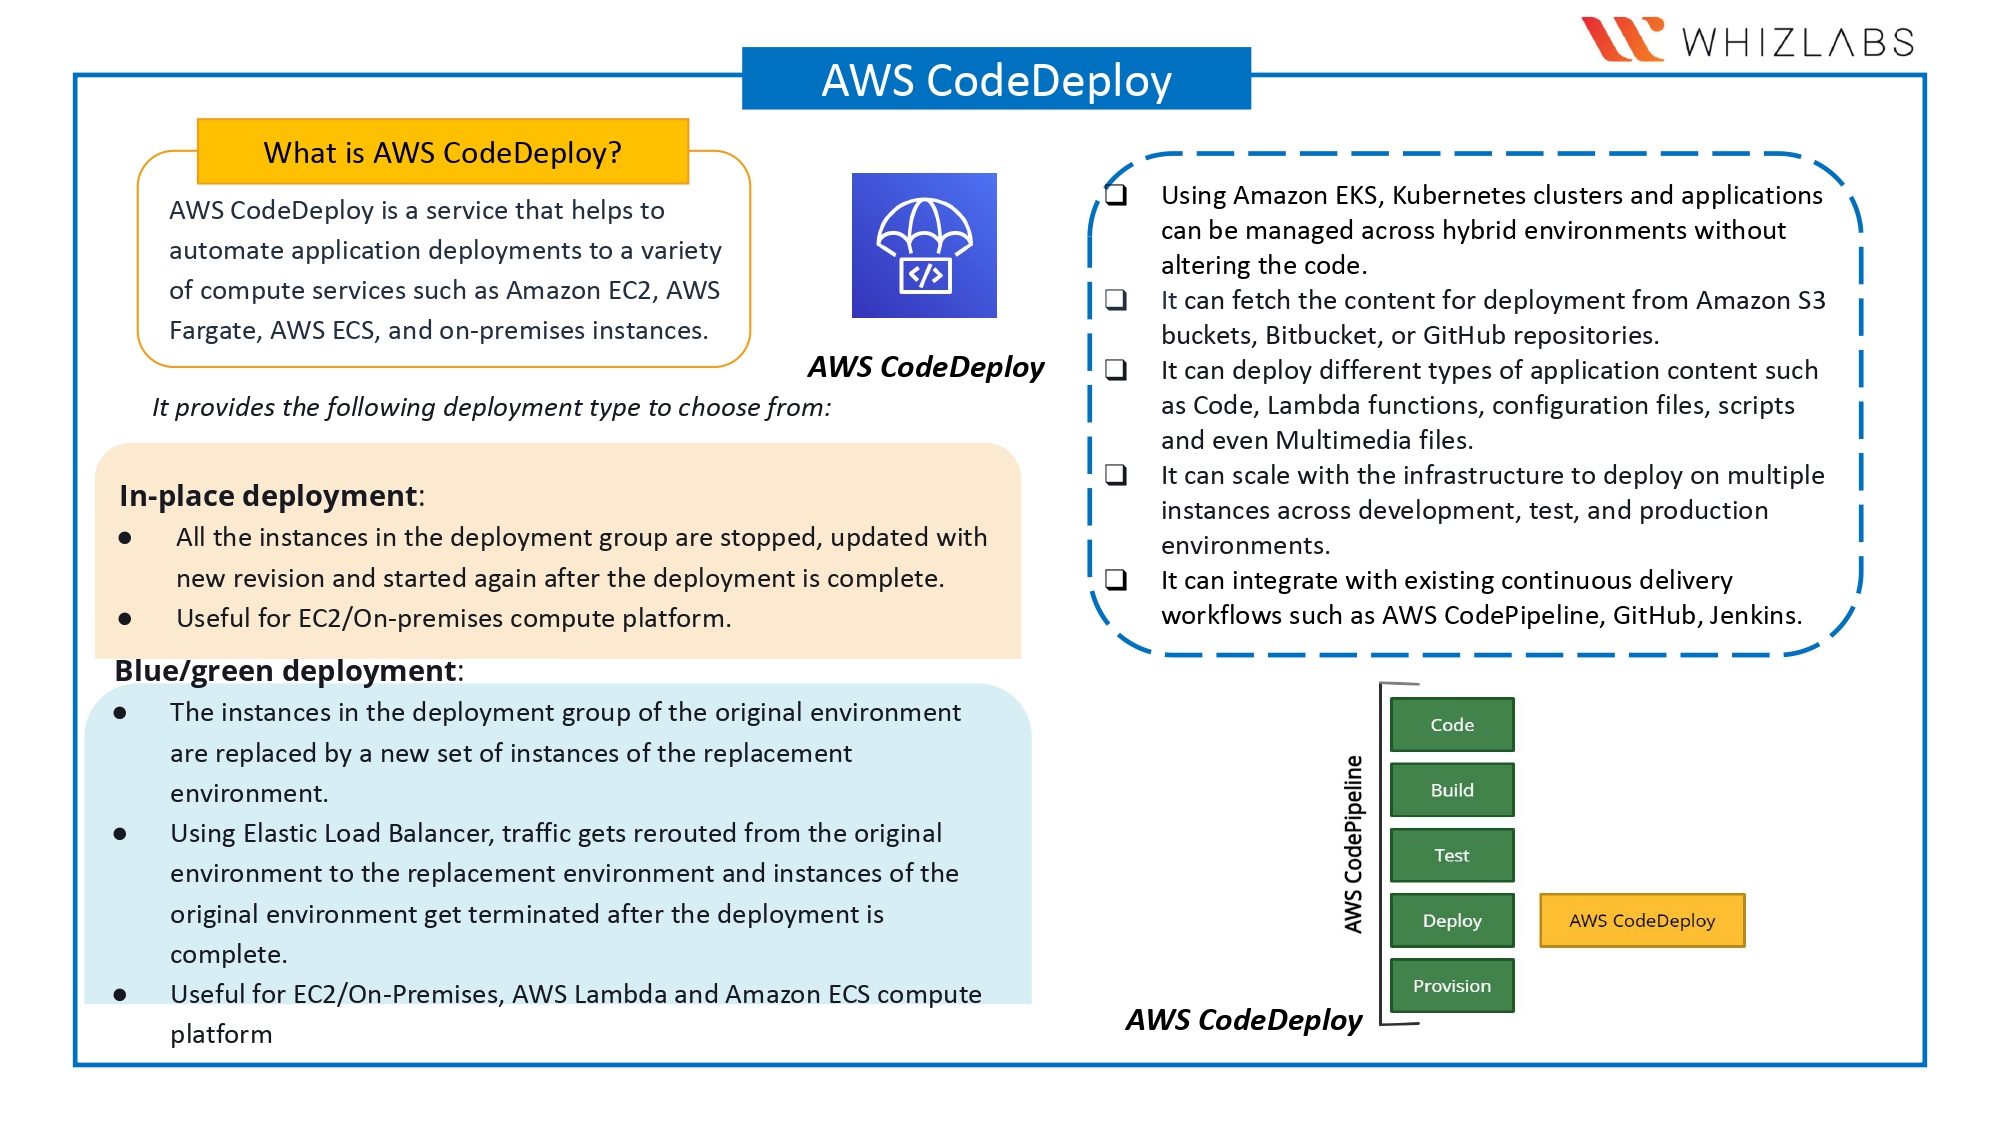 WHIZLABS
AWS CodeDeploy
What is AWS CodeDeploy?
AWS CodeDeploy is a service that helps to
automate application deployments to a variety
of compute services such as Amazon EC2, AWS
Fargate, AWS ECS, and on-premises instances.
AWS CodeDeploy
It provides the following deployment type to choose from:
In-place deployment:
● All the instances in the deployment group are stopped, updated with
new revision and started again after the deployment is complete.
● Useful for EC2/On-premises compute platform.
Blue/green deployment:
● The instances in the deployment group of the original environment
are replaced by a new set of instances of the replacement
environment.
● Using Elastic Load Balancer, traffic gets rerouted from the original
environment to the replacement environment and instances of the
original environment get terminated after the deployment is
complete.
● Useful for EC2/On-Premises, AWS Lambda and Amazon ECS compute
platform
❏ Using Amazon EKS, Kubernetes clusters and applications
can be managed across hybrid environments without
altering the code.
❏ It can fetch the content for deployment from Amazon S3
buckets, Bitbucket, or GitHub repositories.
❏ It can deploy different types of application content such
as Code, Lambda functions, configuration files, scripts
and even Multimedia files.
❏ It can scale with the infrastructure to deploy on multiple
instances across development, test, and production
environments.
❏ It can integrate with existing continuous delivery
workflows such as AWS CodePipeline, GitHub, Jenkins.
AWS CodePipeline
Code
Build
Test
Deploy
AWS CodeDeploy
Provision
AWS CodeDeploy